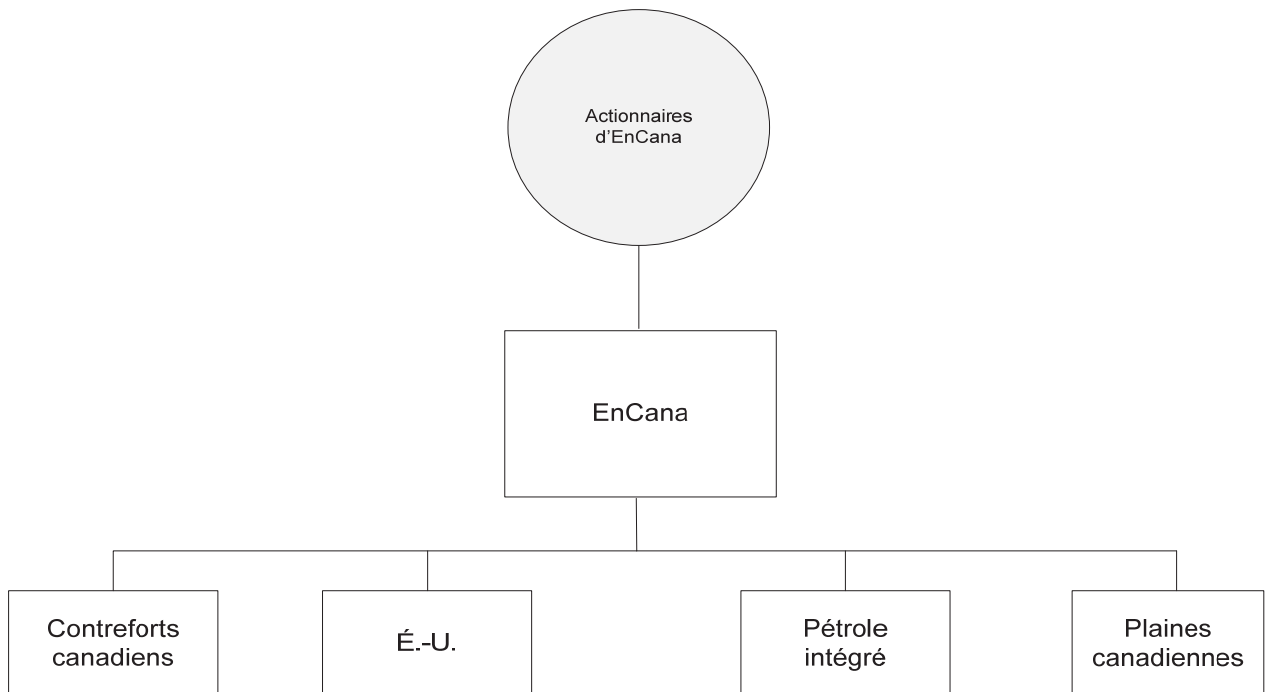 Actionnaires
d’EnCana
EnCana
Contreforts
canadiens
É.-U.
Pétrole
intégré
Plaines
canadiennes